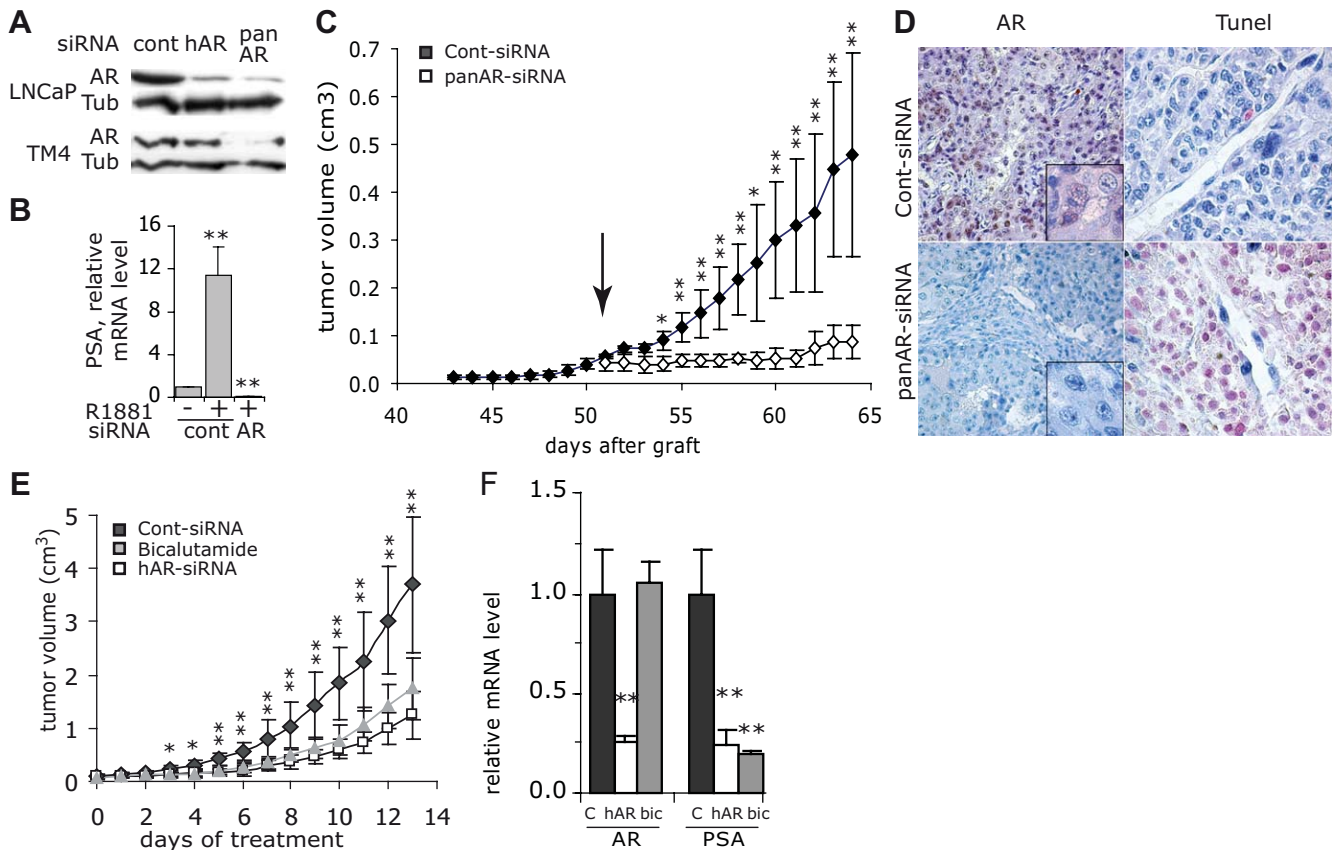 A
siRNA cont hAR pan AR
LNCaP
AR
Tub
TM4
AR
Tub
B
PSA, relative mRNA level
16
12
8
4
0
**
**
R1881 - + +
siRNA cont AR
C
Cont-siRNA
panAR-siRNA
tumor volume (cm3)
0.7
0.6
0.5
0.4
0.3
0.2
0.1
0.0
* ** ** ** ** * ** ** ** ** **
40 45 50 55 60 65
days after graft
D
AR Tunel
Cont-siRNA
panAR-siRNA
E
Cont-siRNA
Bicalutamide
hAR-siRNA
tumor volume (cm³)
5
4
3
2
1
0
* * ** ** ** ** ** ** ** ** **
0 2 4 6 8 10 12 14
days of treatment
F
relative mRNA level
1.5
1.0
0.5
0.0
** ** **
C hAR bic C hAR bic
AR PSA